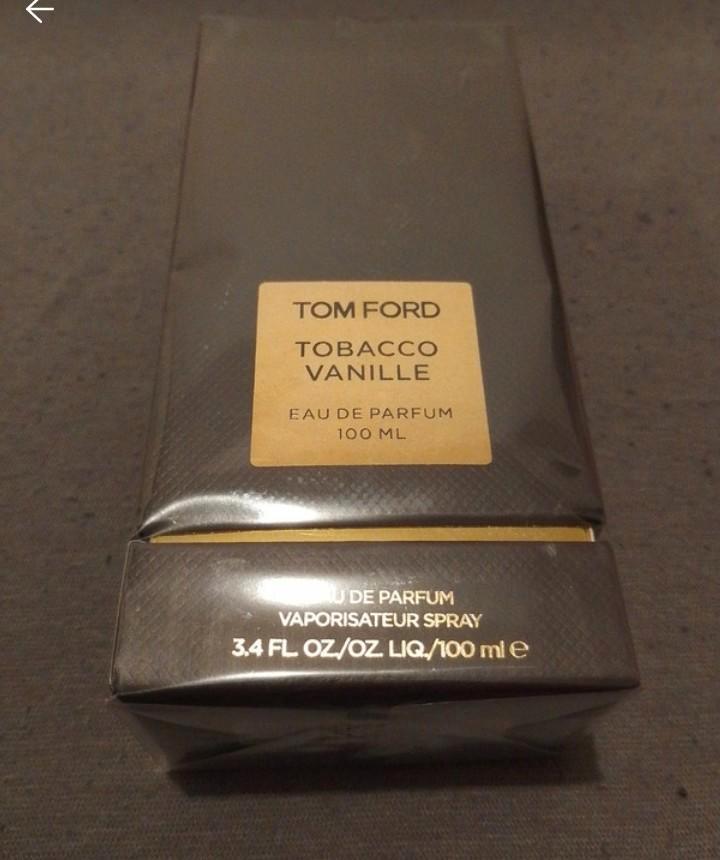 TOM FORD
TOBACCO
VANILLE
EAU DE PARFUM
100 ML
DE PARFUM
VAPORISATEUR SPRAY
3.4 FL. OZ./OZ. LIQ./100 ml ℮